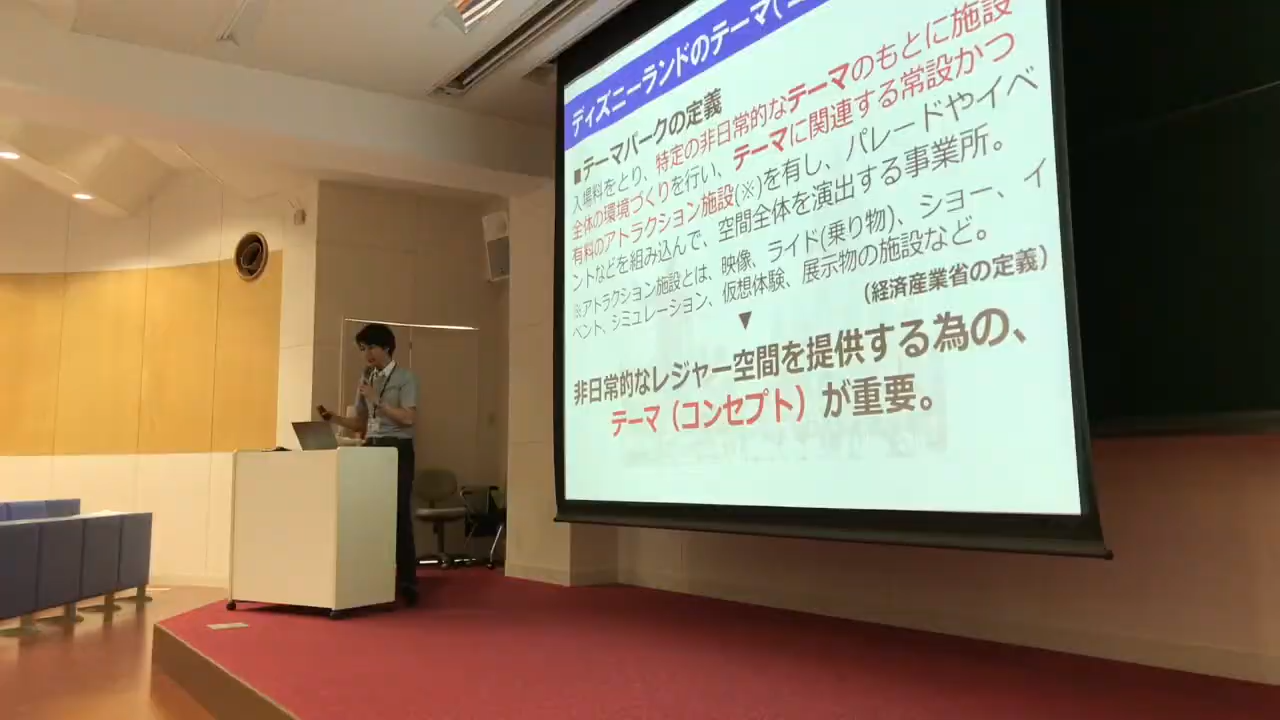 ディズニーランドのテーマ(コ
■テーマパークの定義
入場料をとり、特定の非日常的なテーマのもとに施設
全体の環境づくりを行い、テーマに関連する常設かつ
有料のアトラクション施設(※)を有し、パレードやイベ
ントなどを組み込んで、空間全体を演出する事業所。
※アトラクション施設とは、映像、ライド(乗り物)、ショー、イ
ベント、シミュレーション、仮想体験、展示物の施設など。
(経済産業省の定義)
▼
非日常的なレジャー空間を提供する為の、
テーマ（コンセプト）が重要。